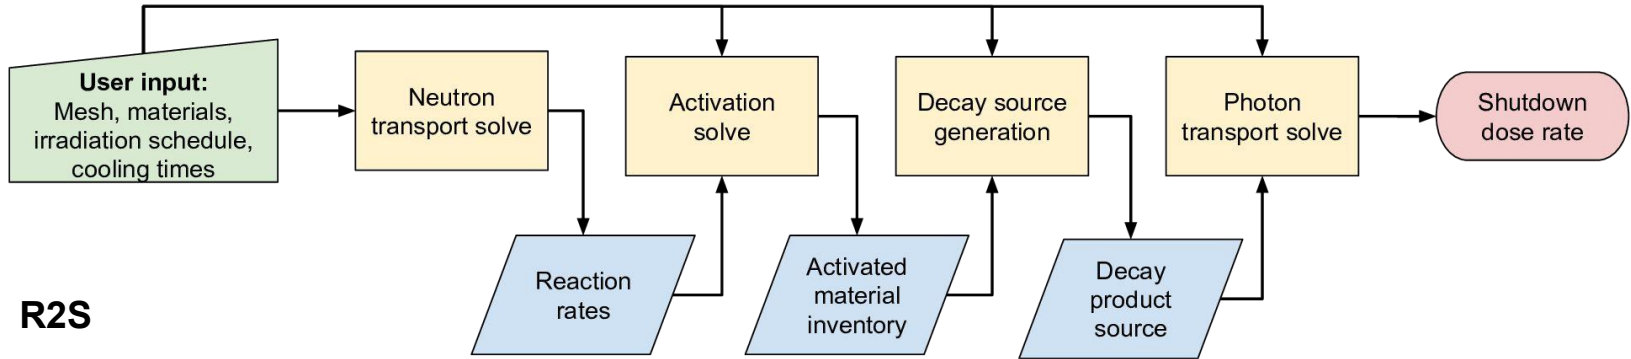 User input:
Mesh, materials,
irradiation schedule,
cooling times
Neutron
transport solve
Activation
solve
Decay source
generation
Photon
transport solve
Shutdown
dose rate
Reaction
rates
Activated
material
inventory
Decay
product
source
R2S